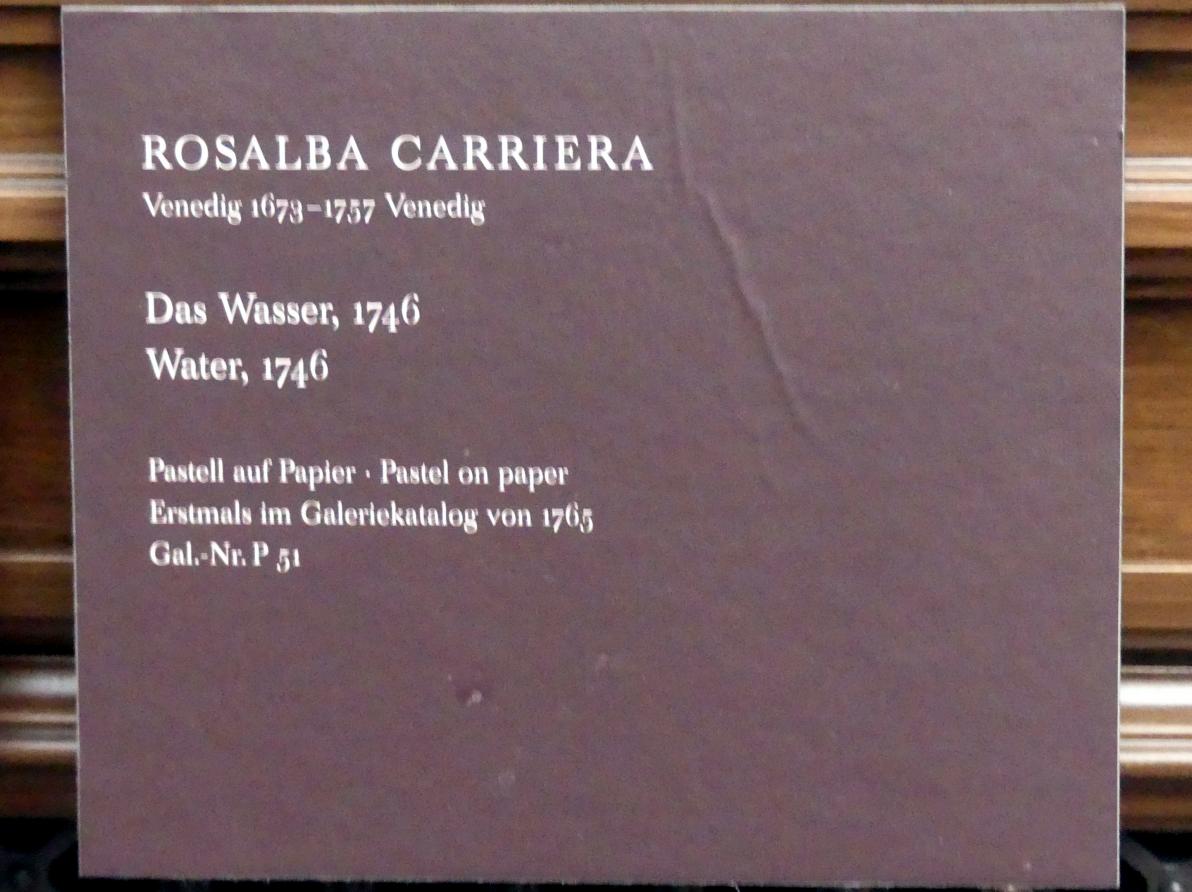 ROSALBA CARRIERA
Venedig 1673–1757 Venedig
Das Wasser, 1746
Water, 1746
Pastell auf Papier · Pastel on paper
Erstmals im Galeriekatalog von 1765
Gal.-Nr. P 51